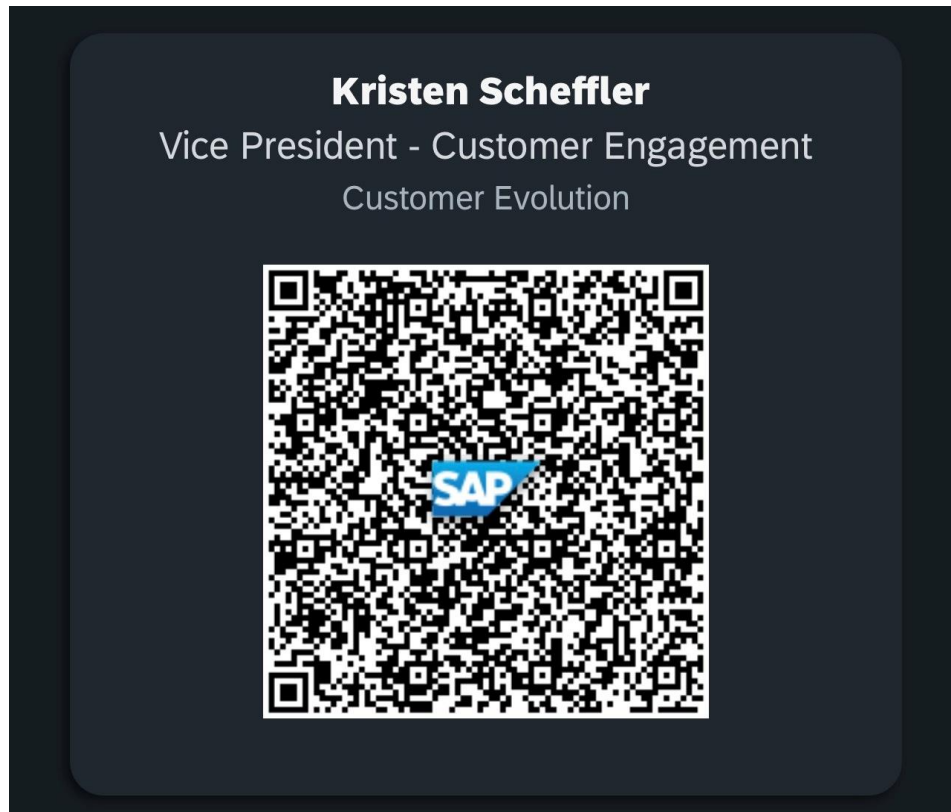 Kristen Scheffler
Vice President - Customer Engagement
Customer Evolution
SAP